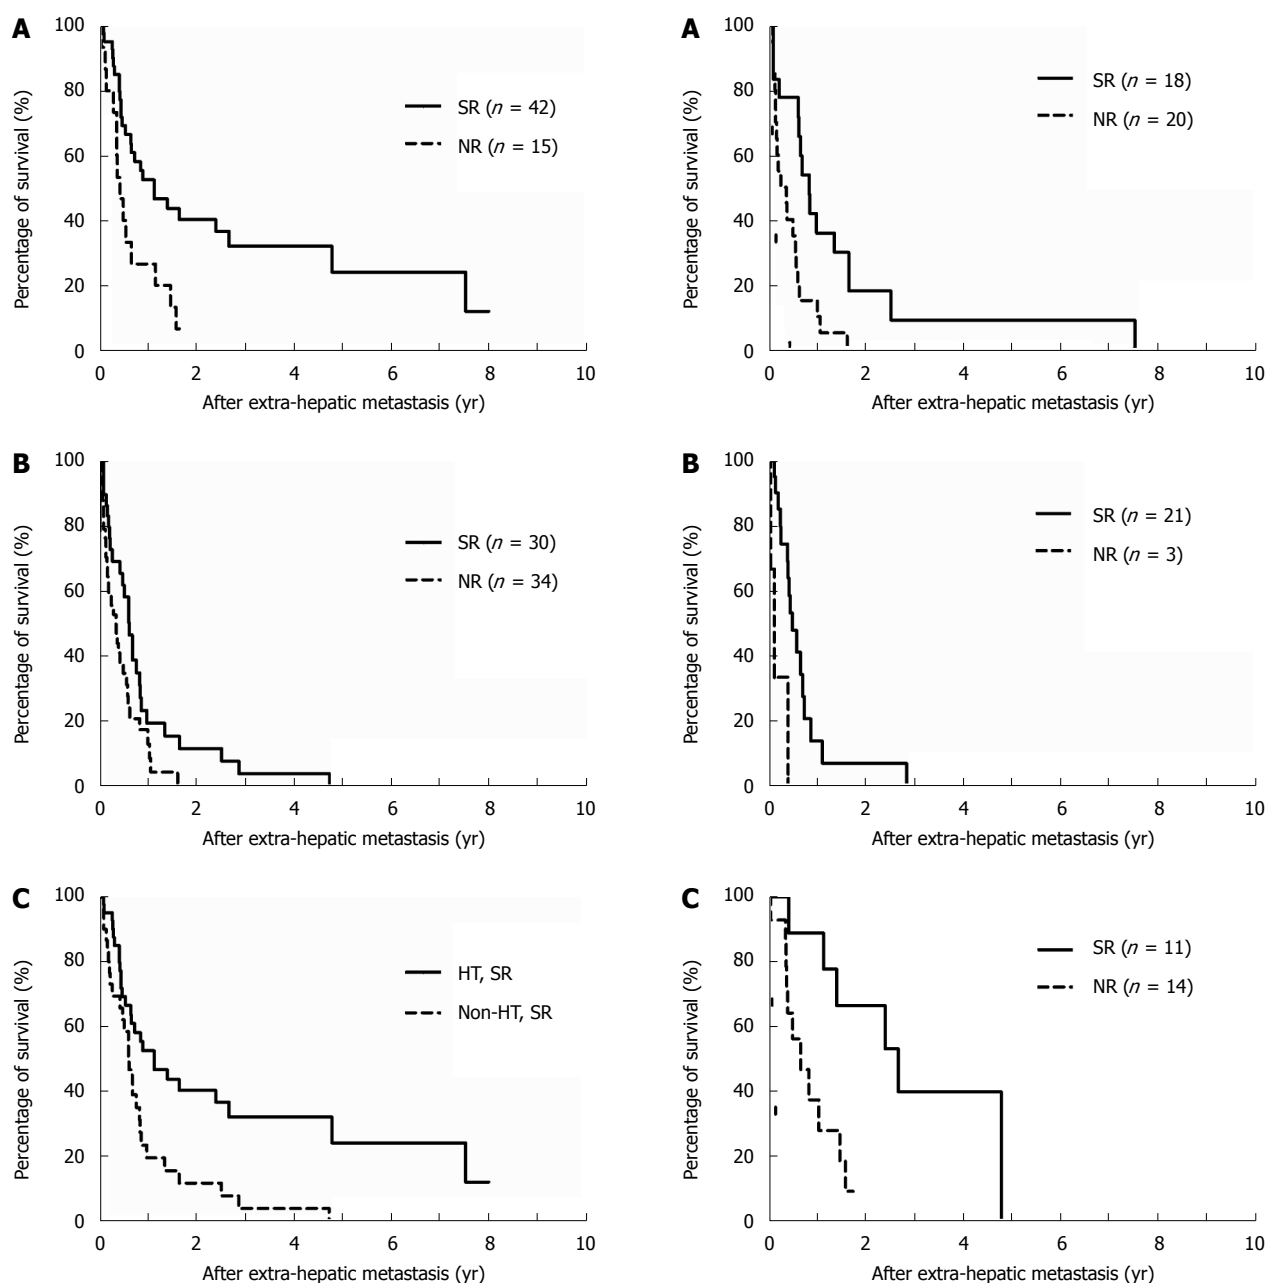 A
Percentage of survival (%)
100
80
60
40
20
0
SR (n = 42)
NR (n = 15)
0 2 4 6 8 10
After extra-hepatic metastasis (yr)
B
Percentage of survival (%)
100
80
60
40
20
0
SR (n = 30)
NR (n = 34)
0 2 4 6 8 10
After extra-hepatic metastasis (yr)
C
Percentage of survival (%)
100
80
60
40
20
0
HT, SR
Non-HT, SR
0 2 4 6 8 10
After extra-hepatic metastasis (yr)
A
Percentage of survival (%)
100
80
60
40
20
0
SR (n = 18)
NR (n = 20)
0 2 4 6 8 10
After extra-hepatic metastasis (yr)
B
Percentage of survival (%)
100
80
60
40
20
0
SR (n = 21)
NR (n = 3)
0 2 4 6 8 10
After extra-hepatic metastasis (yr)
C
Percentage of survival (%)
100
80
60
40
20
0
SR (n = 11)
NR (n = 14)
0 2 4 6 8 10
After extra-hepatic metastasis (yr)